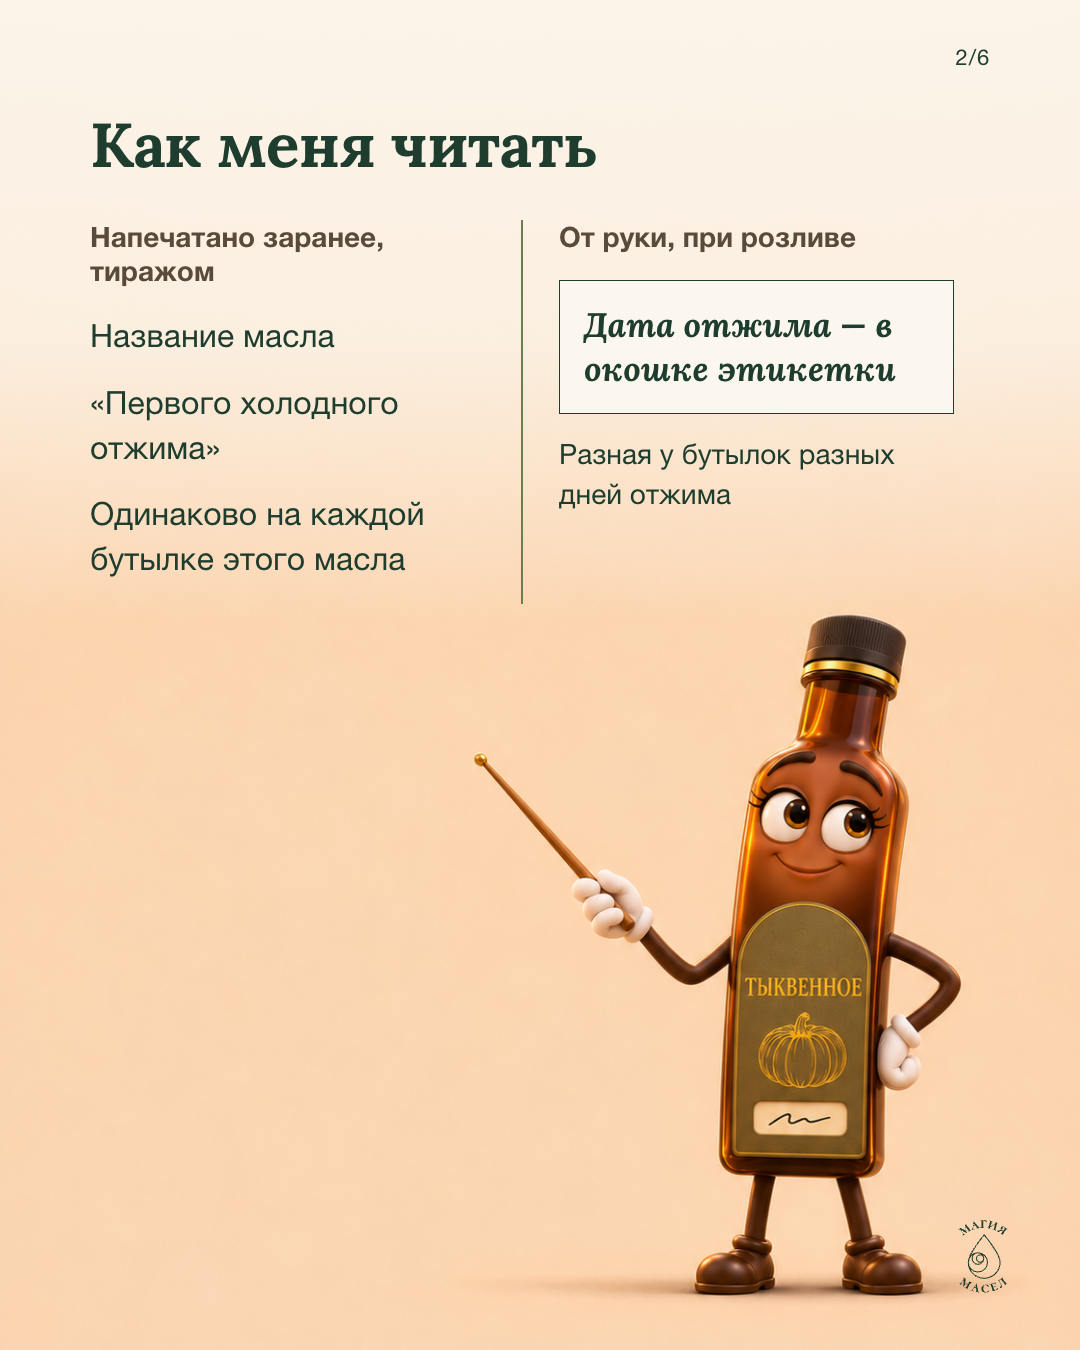 2/6
Как меня читать
Напечатано заранее,
тиражом
Название масла
«Первого холодного
отжима»
Одинаково на каждой
бутылке этого масла
От руки, при розливе
Дата отжима — в
окошке этикетки
Разная у бутылок разных
дней отжима
ТЫКВЕННОЕ
МАГИЯ
МАСЕЛ